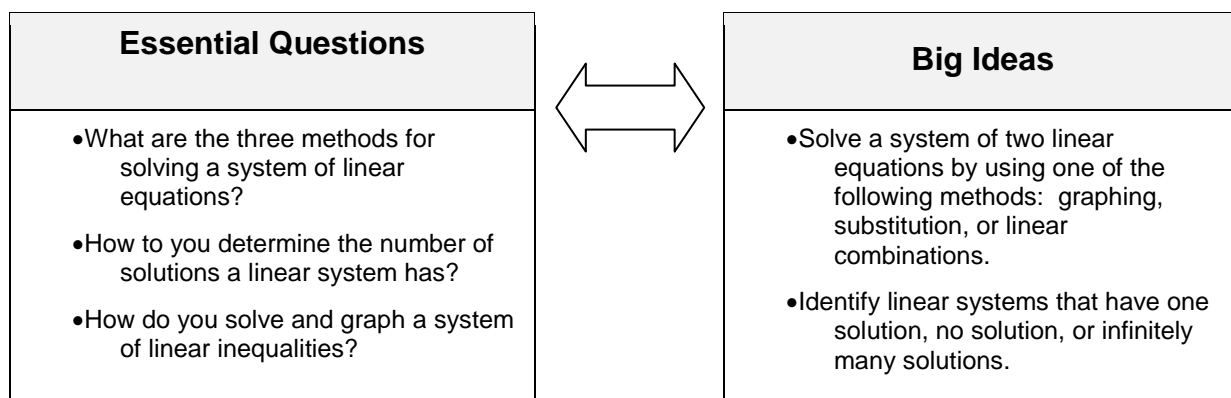 Essential Questions
•What are the three methods for
solving a system of linear
equations?
•How to you determine the number of
solutions a linear system has?
•How do you solve and graph a system
of linear inequalities?
Big Ideas
•Solve a system of two linear
equations by using one of the
following methods:  graphing,
substitution, or linear
combinations.
•Identify linear systems that have one
solution, no solution, or infinitely
many solutions.